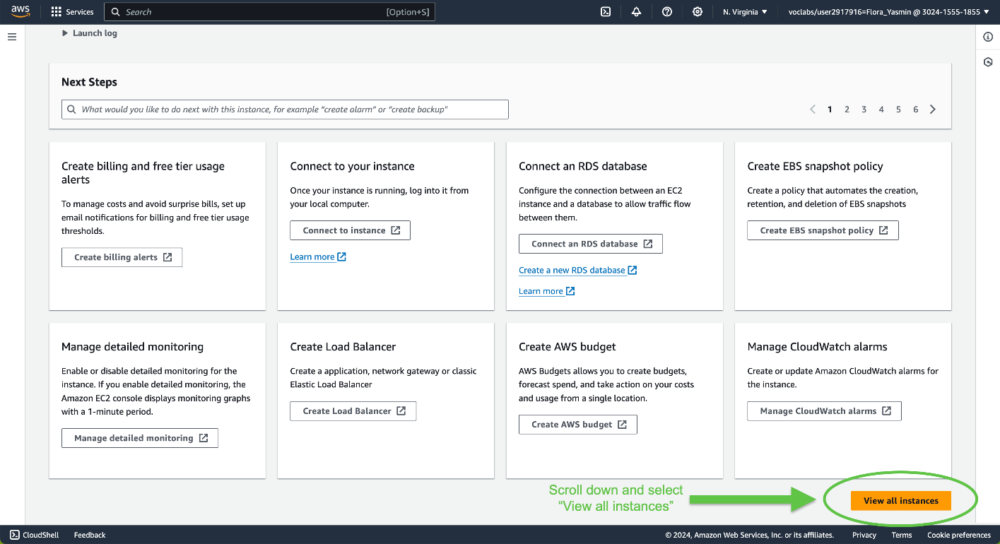 aws
Services
Search
[Option+S]
N. Virginia
voclabs/user2917916=Flora_Yasmin @ 3024-1555-1855
Launch log
Next Steps
What would you like to do next with this instance, for example "create alarm" or "create backup"
1 2 3 4 5 6
Create billing and free tier usage
alerts
To manage costs and avoid surprise bills, set up
email notifications for billing and free tier usage
thresholds.
Create billing alerts
Connect to your instance
Once your instance is running, log into it from
your local computer.
Connect to instance
Learn more
Connect an RDS database
Configure the connection between an EC2
instance and a database to allow traffic flow
between them.
Connect an RDS database
Create a new RDS database
Learn more
Create EBS snapshot policy
Create a policy that automates the creation,
retention, and deletion of EBS snapshots
Create EBS snapshot policy
Manage detailed monitoring
Enable or disable detailed monitoring for the
instance. If you enable detailed monitoring, the
Amazon EC2 console displays monitoring graphs
with a 1-minute period.
Manage detailed monitoring
Create Load Balancer
Create a application, network gateway or classic
Elastic Load Balancer
Create Load Balancer
Create AWS budget
AWS Budgets allows you to create budgets,
forecast spend, and take action on your costs
and usage from a single location.
Create AWS budget
Manage CloudWatch alarms
Create or update Amazon CloudWatch alarms for
the instance.
Manage CloudWatch alarms
Scroll down and select
“View all instances”
View all instances
CloudShell
Feedback
© 2024, Amazon Web Services, Inc. or its affiliates.
Privacy
Terms
Cookie preferences